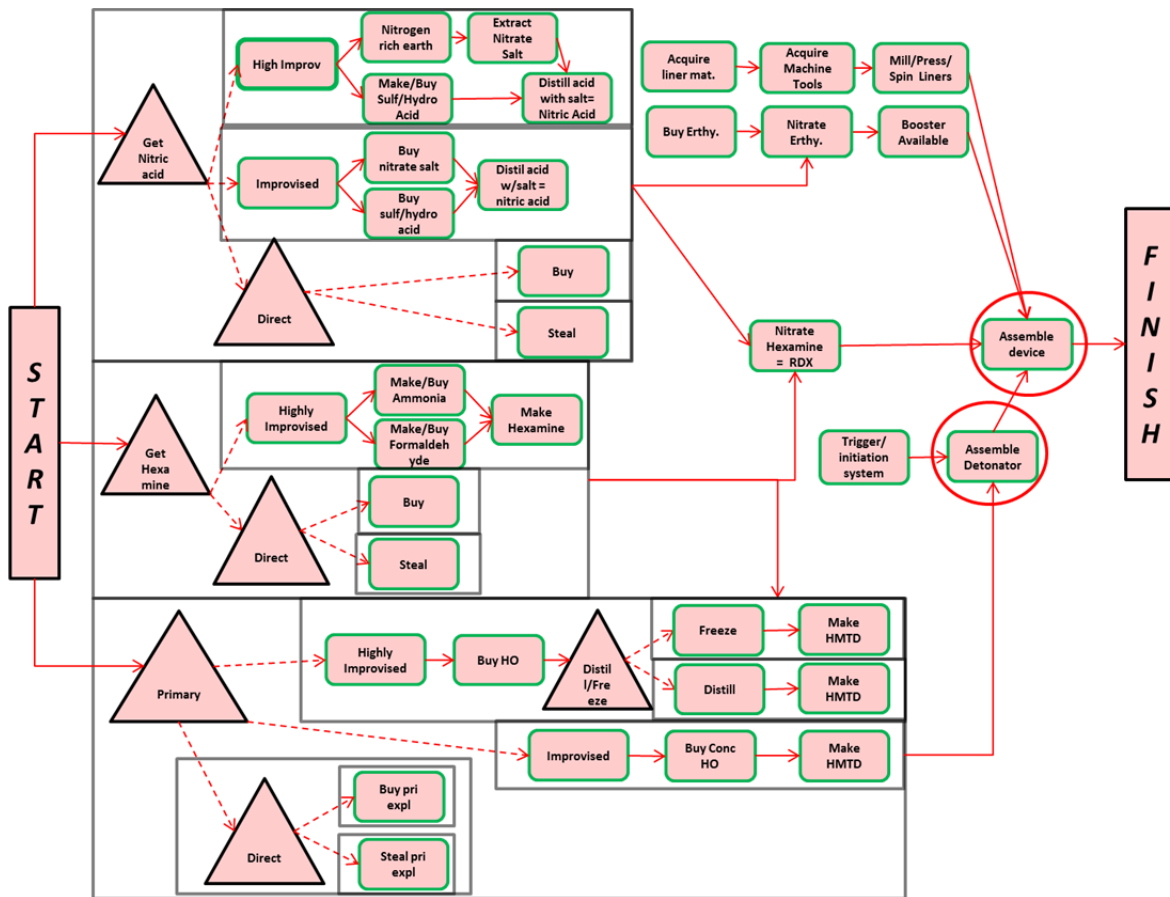 START
Get
Nitric
acid
High Improv
Nitrogen
rich earth
Extract
Nitrate
Salt
Make/Buy
Sulf/Hydro
Acid
Distill acid
with salt=
Nitric Acid
Improvised
Buy
nitrate salt
Buy
sulf/hydro
acid
Distil acid
w/salt =
nitric acid
Direct
Buy
Steal
Acquire
liner mat.
Acquire
Machine
Tools
Mill/Press/
Spin Liners
Buy Erthy.
Nitrate
Erthy.
Booster
Available
Get
Hexa
mine
Highly
Improvised
Make/Buy
Ammonia
Make/Buy
Formaldeh
yde
Make
Hexamine
Direct
Buy
Steal
Nitrate
Hexamine
= RDX
Assemble
device
Trigger/
initiation
system
Assemble
Detonator
Primary
Highly
Improvised
Buy HO
Distil
l/Fre
eze
Freeze
Make
HMTD
Distill
Make
HMTD
Improvised
Buy Conc
HO
Make
HMTD
Direct
Buy pri
expl
Steal pri
expl
FINISH